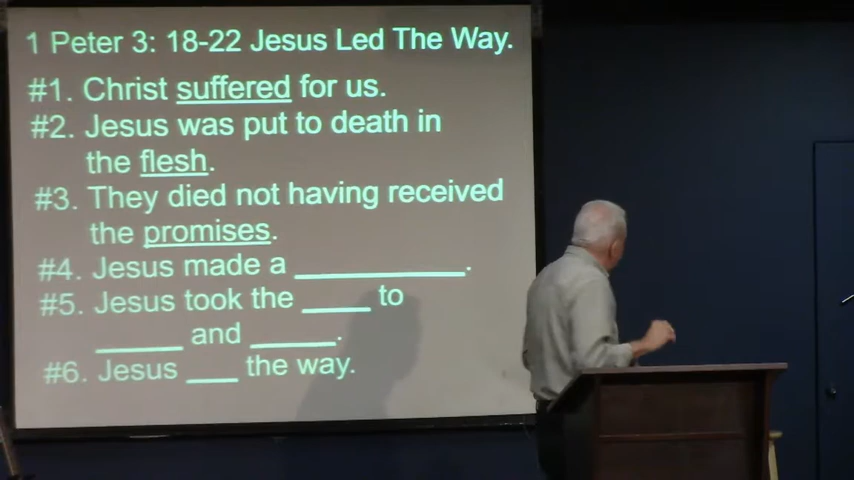 1 Peter 3: 18-22 Jesus Led The Way.
#1. Christ suffered for us.
#2. Jesus was put to death in
the flesh.
#3. They died not having received
the promises.
#4. Jesus made a ____________.
#5. Jesus took the _____ to
______ and ______.
#6. Jesus ____ the way.